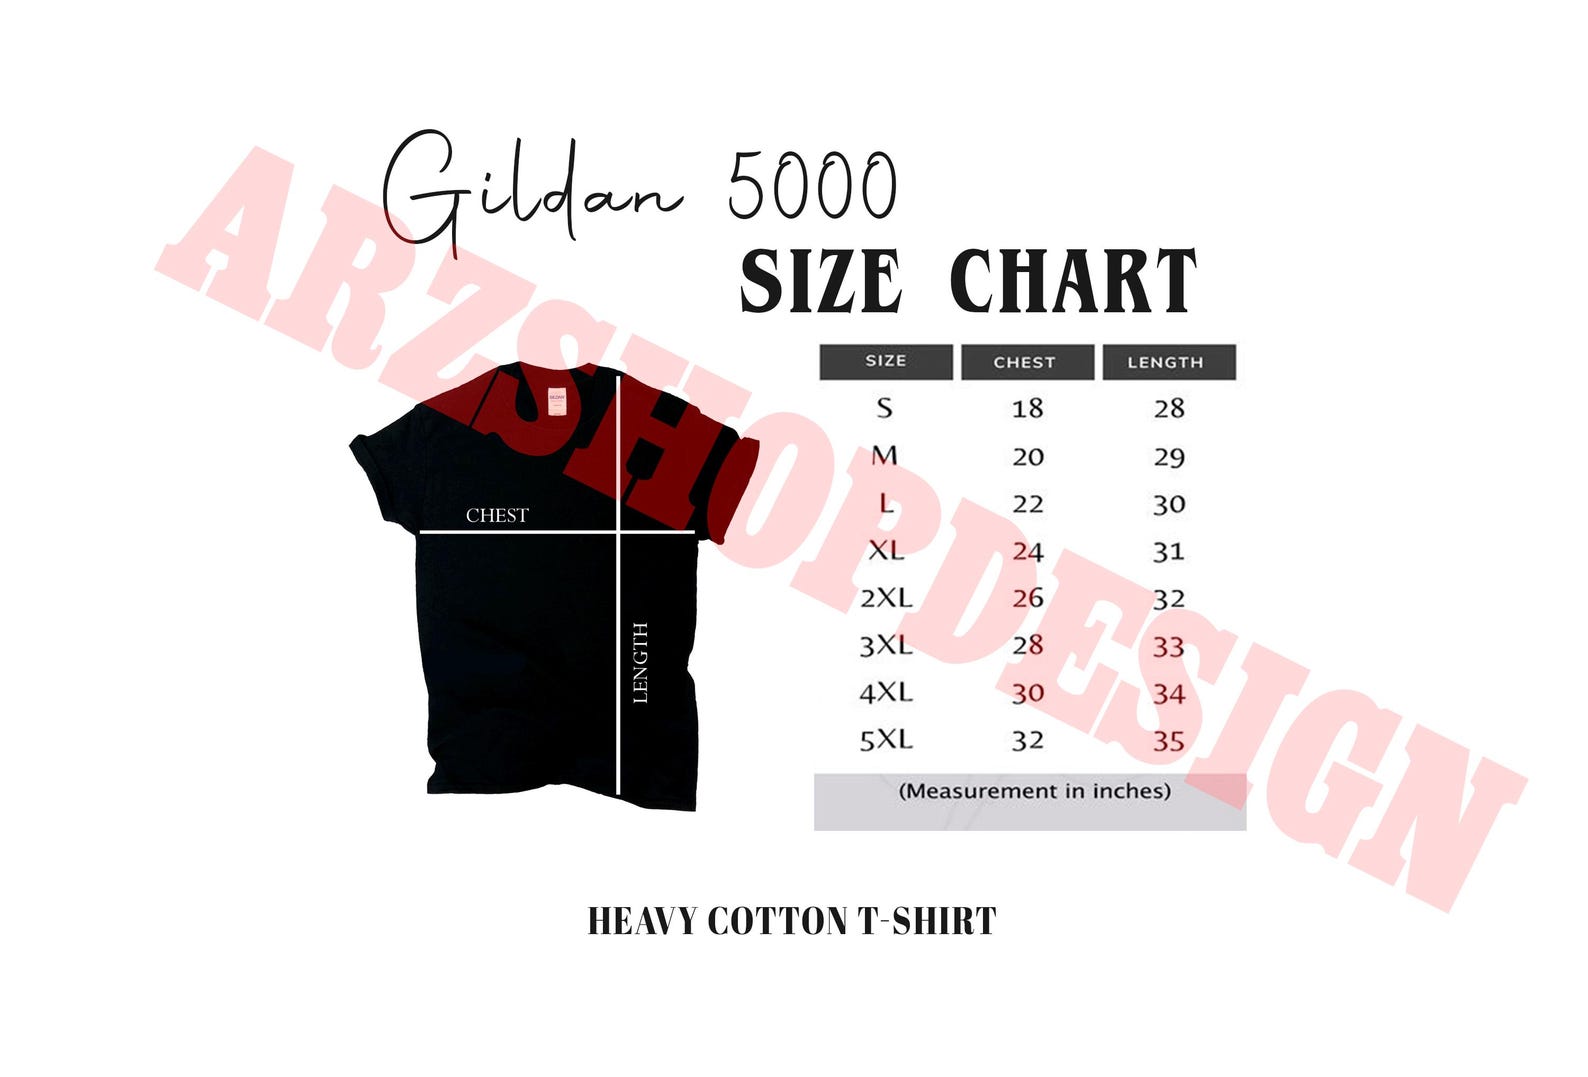 Gildan 5000
SIZE CHART
ARZSHOPDESIGN
GILDAN
CHEST
LENGTH
SIZE CHEST LENGTH
S 18 28
M 20 29
L 22 30
XL 24 31
2XL 26 32
3XL 28 33
4XL 30 34
5XL 32 35
(Measurement in inches)
HEAVY COTTON T-SHIRT